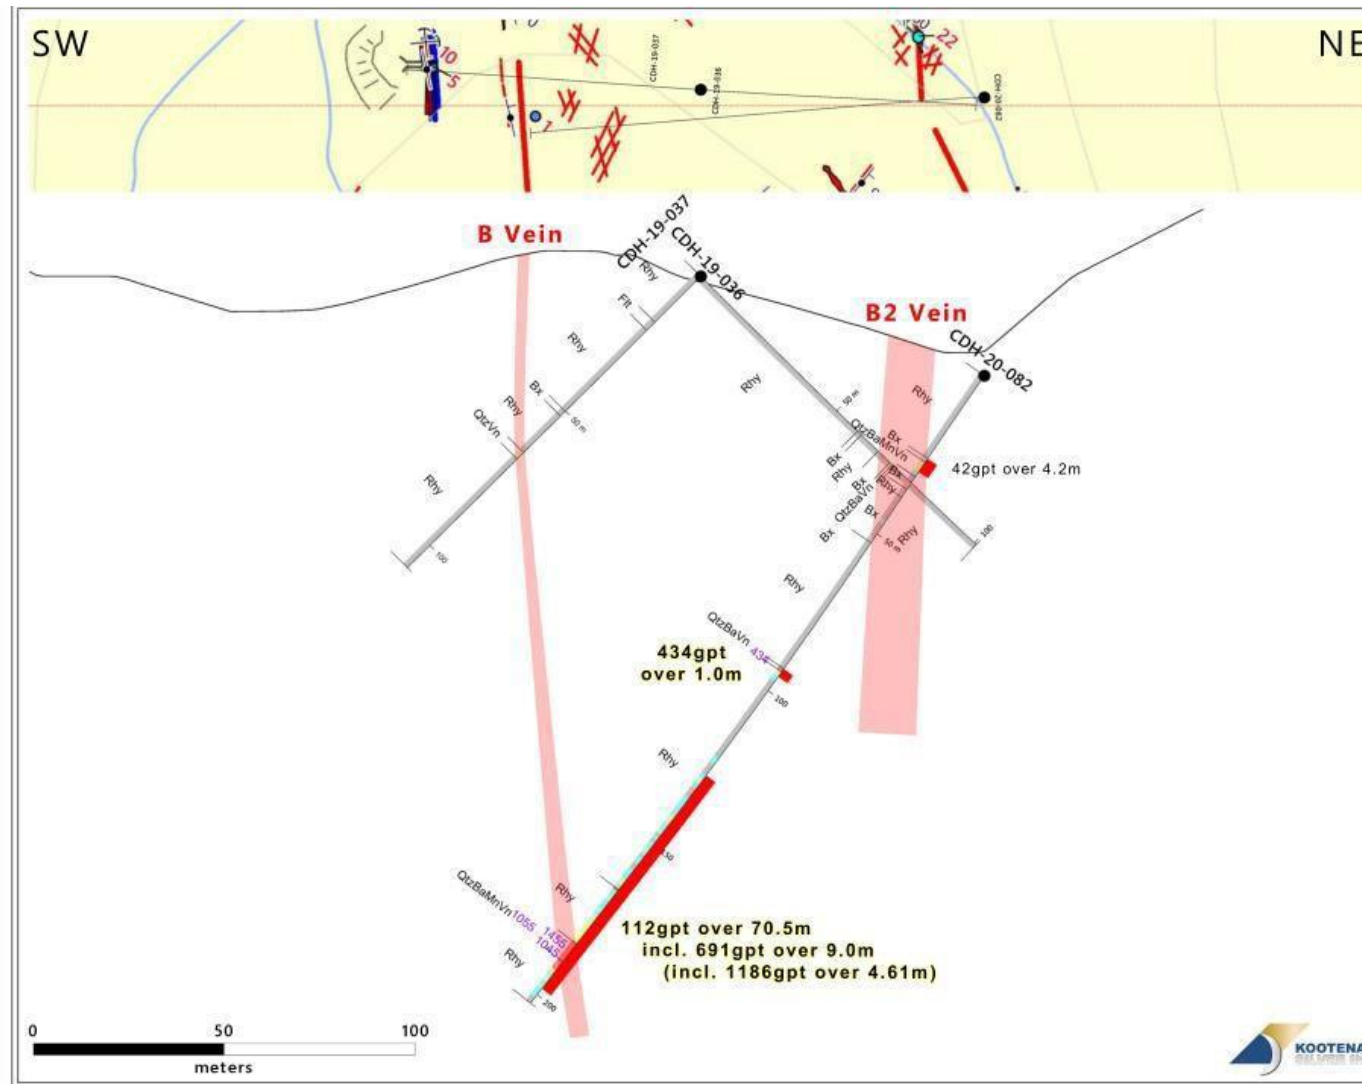 SW
NE
10
5
1
22
CDH-19-037
CDH-19-036
CDH-20-082
B Vein
CDH-19-037
CDH-19-036
B2 Vein
CDH-20-082
Rhy
Flt
Rhy
Bx
50 m
Rhy
QtzVn
Rhy
100
Rhy
50 m
QtzBaMnVn
Bx
Rhy
Bx
QtzBaVn
Bx
Rhy
Bx
Rhy
Bx
Rhy
Bx
50 m
100
42gpt over 4.2m
Rhy
QtzBaVn
434
434gpt
over 1.0m
100
Rhy
150
Rhy
QtzBaMnVn
1055
1455
1045
Rhy
200
112gpt over 70.5m
incl. 691gpt over 9.0m
(incl. 1186gpt over 4.61m)
0 50 100
meters
KOOTENA